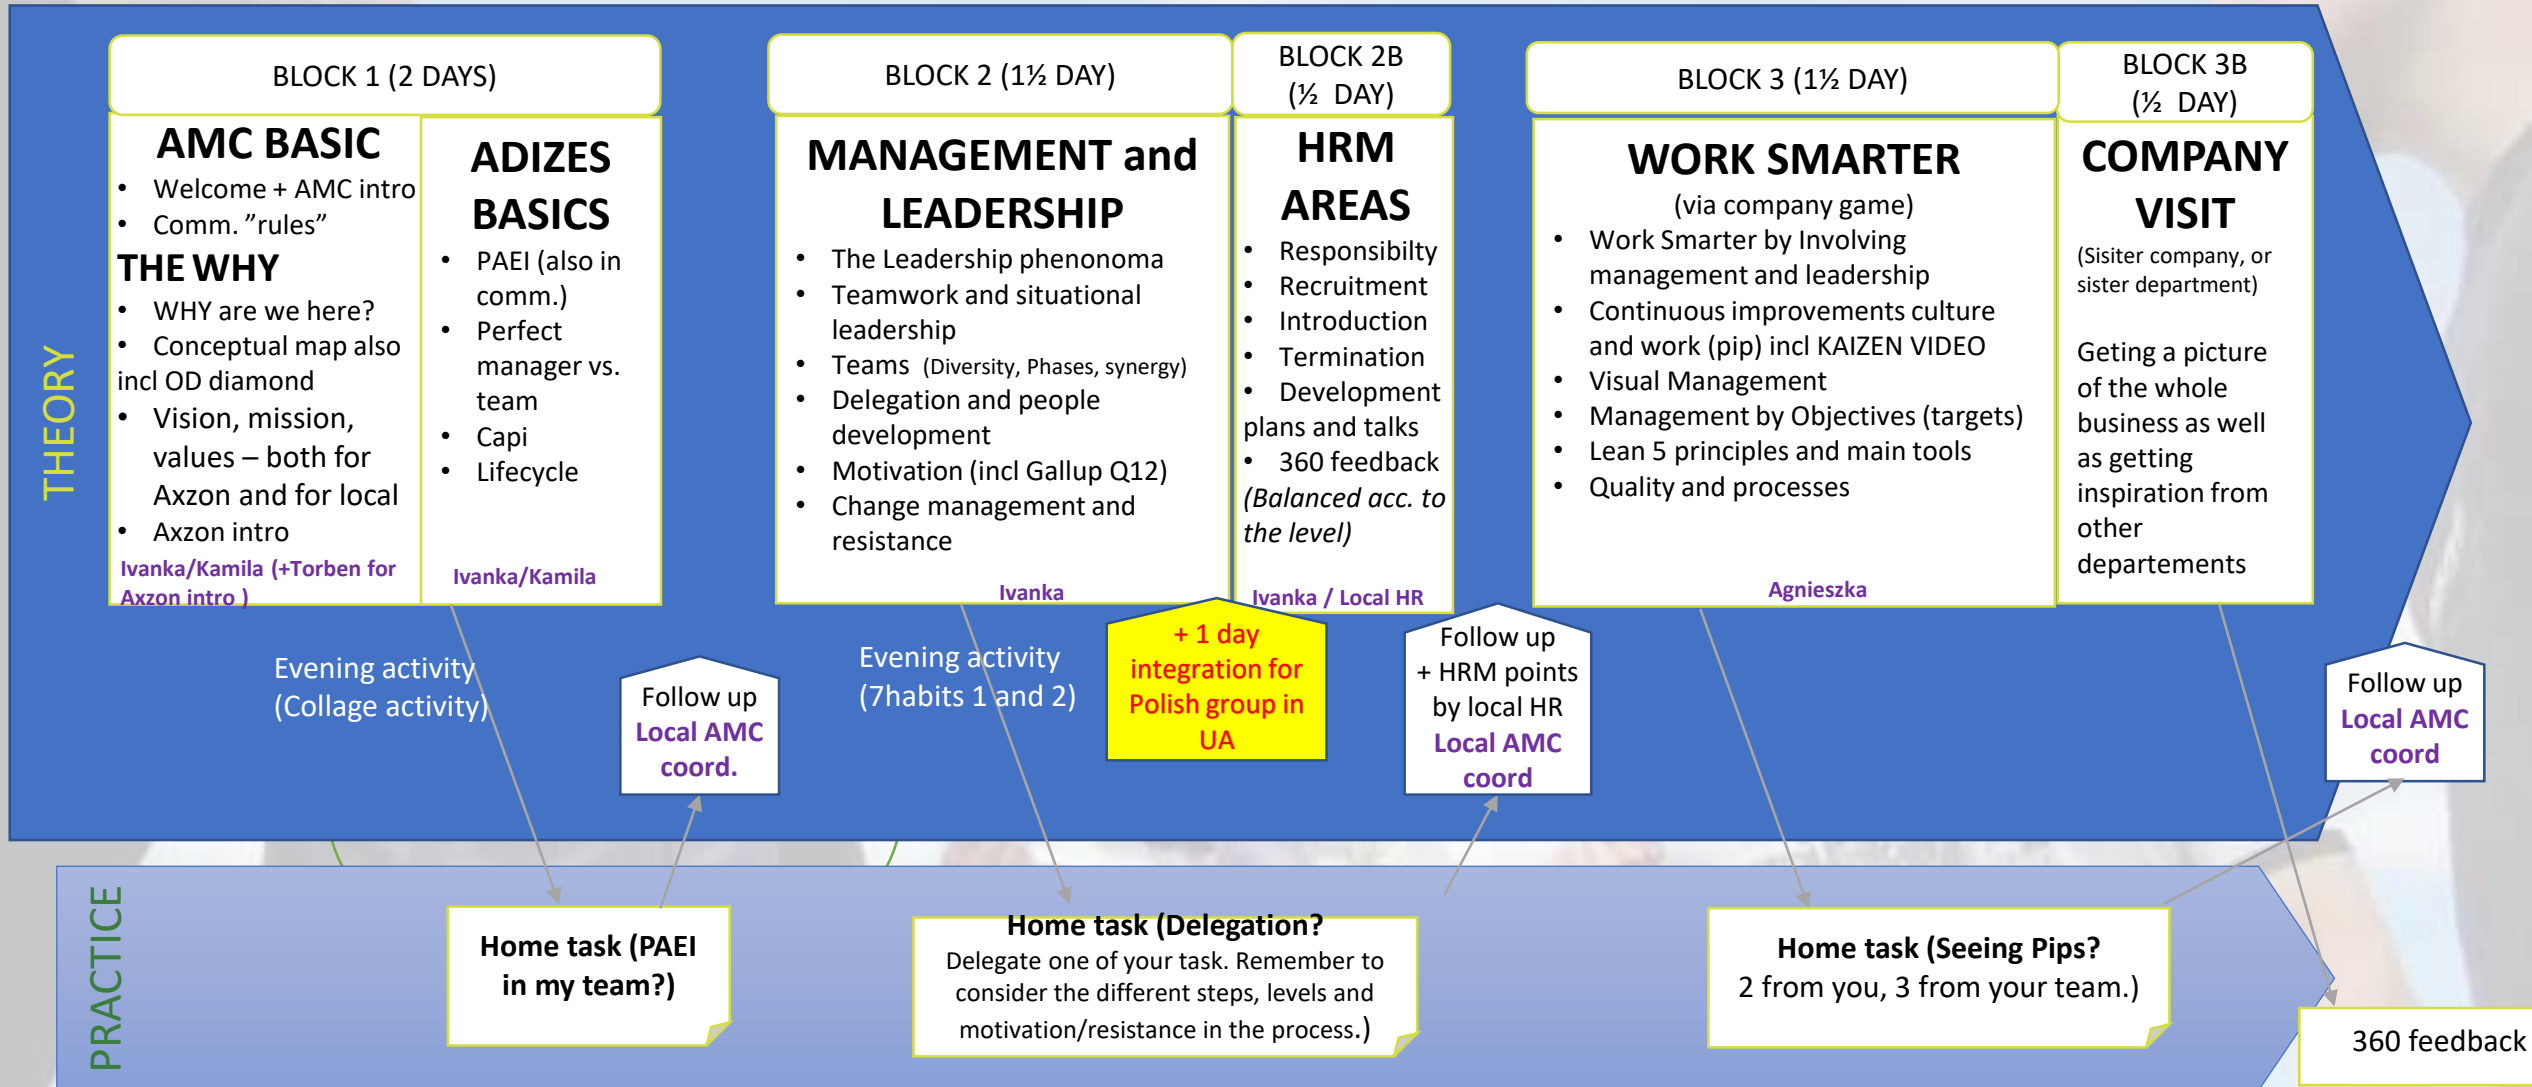 THEORY
BLOCK 1 (2 DAYS)
AMC BASIC
• Welcome + AMC intro
• Comm. ”rules”
THE WHY
• WHY are we here?
• Conceptual map also
incl OD diamond
• Vision, mission,
values – both for
Axzon and for local
• Axzon intro
Ivanka/Kamila (+Torben for
Axzon intro )
ADIZES
BASICS
• PAEI (also in
comm.)
• Perfect
manager vs.
team
• Capi
• Lifecycle
Ivanka/Kamila
BLOCK 2 (1½ DAY)
MANAGEMENT and
LEADERSHIP
• The Leadership phenonoma
• Teamwork and situational
leadership
• Teams (Diversity, Phases, synergy)
• Delegation and people
development
• Motivation (incl Gallup Q12)
• Change management and
resistance
Ivanka
BLOCK 2B
(½ DAY)
HRM
AREAS
• Responsibilty
• Recruitment
• Introduction
• Termination
• Development
plans and talks
• 360 feedback
(Balanced acc. to
the level)
Ivanka / Local HR
BLOCK 3 (1½ DAY)
WORK SMARTER
(via company game)
• Work Smarter by Involving
management and leadership
• Continuous improvements culture
and work (pip) incl KAIZEN VIDEO
• Visual Management
• Management by Objectives (targets)
• Lean 5 principles and main tools
• Quality and processes
Agnieszka
BLOCK 3B
(½ DAY)
COMPANY
VISIT
(Sisiter company, or
sister department)
Geting a picture
of the whole
business as well
as getting
inspiration from
other
departements
Evening activity
(Collage activity)
Follow up
Local AMC
coord.
Evening activity
(7habits 1 and 2)
+ 1 day
integration for
Polish group in
UA
Follow up
+ HRM points
by local HR
Local AMC
coord
Follow up
Local AMC
coord
PRACTICE
Home task (PAEI
in my team?)
Home task (Delegation?
Delegate one of your task. Remember to
consider the different steps, levels and
motivation/resistance in the process.)
Home task (Seeing Pips?
2 from you, 3 from your team.)
360 feedback